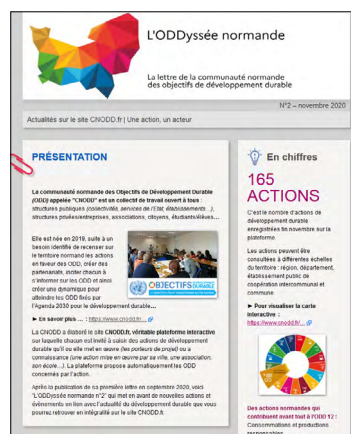 L'ODDyssée normande
La lettre de la communauté normande
des objectifs de développement durable
N°2 – novembre 2020
Actualités sur le site CNODD.fr | Une action, un acteur
PRÉSENTATION
La communauté normande des Objectifs de Développement Durable
(ODD) appelée "CNODD" est un collectif de travail ouvert à tous :
structures publiques (collectivités, services de l'Etat, établissements...),
structures privées/entreprises, associations, citoyens, étudiants/élèves...
Elle est née en 2019, suite à un
besoin identifié de recenser sur
le territoire normand les actions
en faveur des ODD, créer des
partenariats, inciter chacun à
s'informer sur les ODD et ainsi
créer une dynamique pour
atteindre les ODD fixés par
l'Agenda 2030 pour le développement durable...
OBJECTIFS DURABLE
► En savoir plus ... : https://www.cnodd.fr/...
La CNODD a élaboré le site CNODD.fr, véritable plateforme interactive
sur laquelle chacun est invité à saisir des actions de développement
durable qu'il ou elle met en œuvre (les porteurs de projet) ou a
connaissance (une action mise en œuvre par sa ville, une association,
son école...). La plateforme propose automatiquement les ODD
concernés par l'action.
Après la publication de sa première lettre en septembre 2020, voici
"L'ODDyssée normande n°2" qui met en avant de nouvelles actions et
évènements en lien avec l'actualité du développement durable que vous
pourrez retrouver en intégralité sur le site CNODD.fr.
En chiffres
165
ACTIONS
C'est le nombre d'actions de
développement durable
enregistrées fin novembre sur la
plateforme.
Les actions peuvent être
consultées à différentes échelles
du territoire : région, département,
établissement public de
coopération intercommunal et
commune.
► Pour visualiser la carte
interactive :
https://www.cnodd.fr/...
Des actions normandes qui
contribuent avant tout à l'ODD 12 :
Consommations et productions
responsables